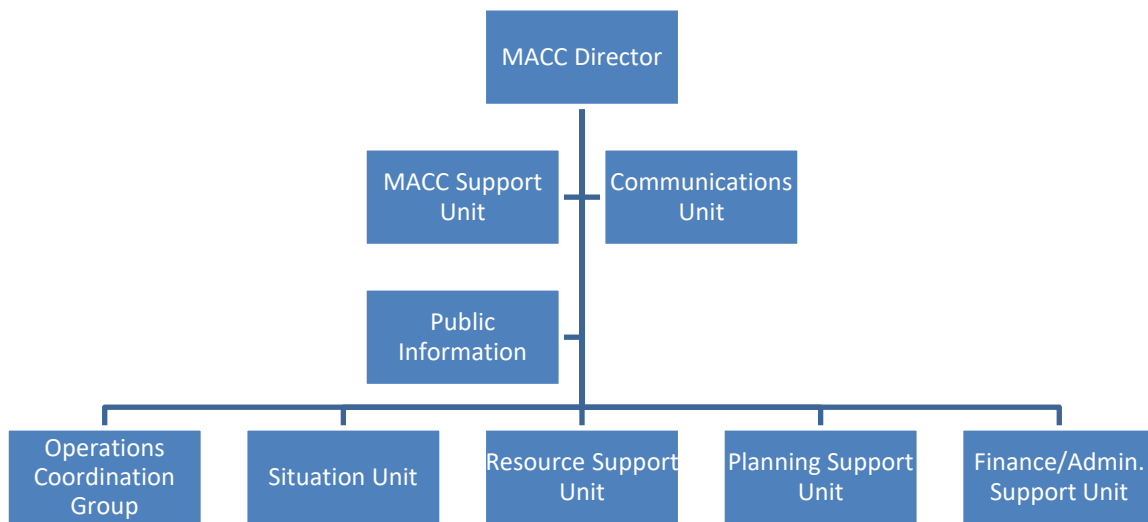 MACC Director
MACC Support
Unit
Communications
Unit
Public
Information
Operations
Coordination
Group
Situation Unit
Resource Support
Unit
Planning Support
Unit
Finance/Admin.
Support Unit